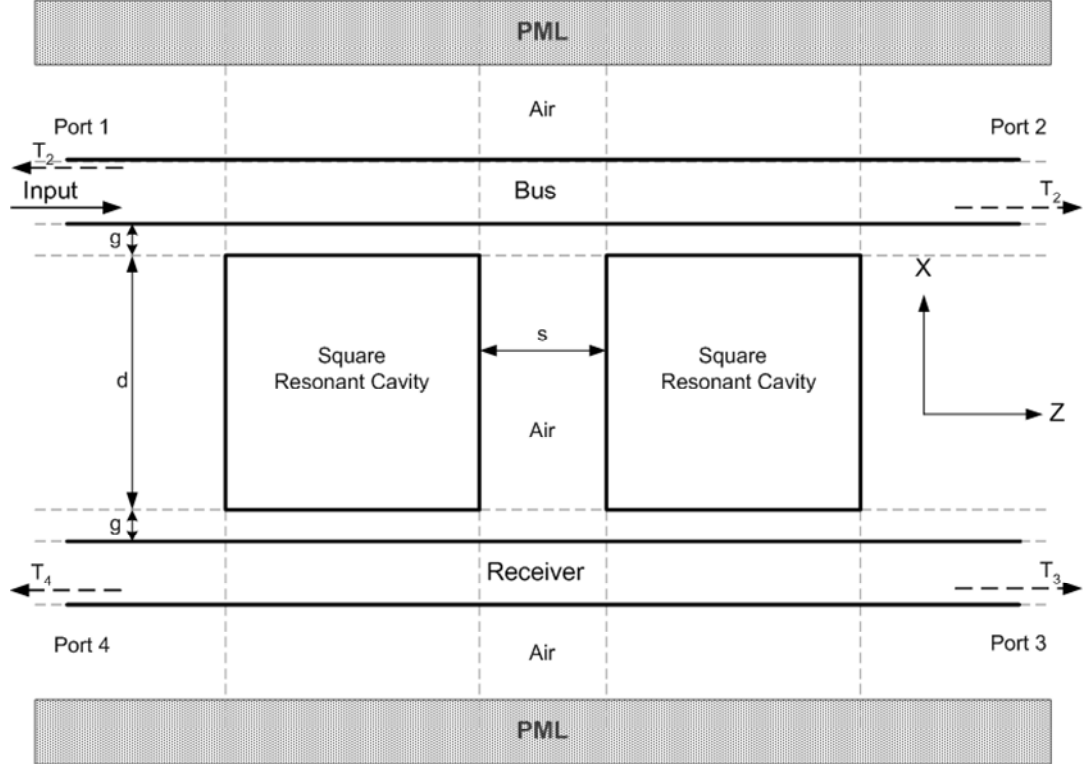 PML
Air
Port 1
Port 2
T2
Input
Bus
T2
g
X
d
s
Square
Resonant Cavity
Square
Resonant Cavity
Z
Air
g
T4
Receiver
T3
Port 4
Air
Port 3
PML